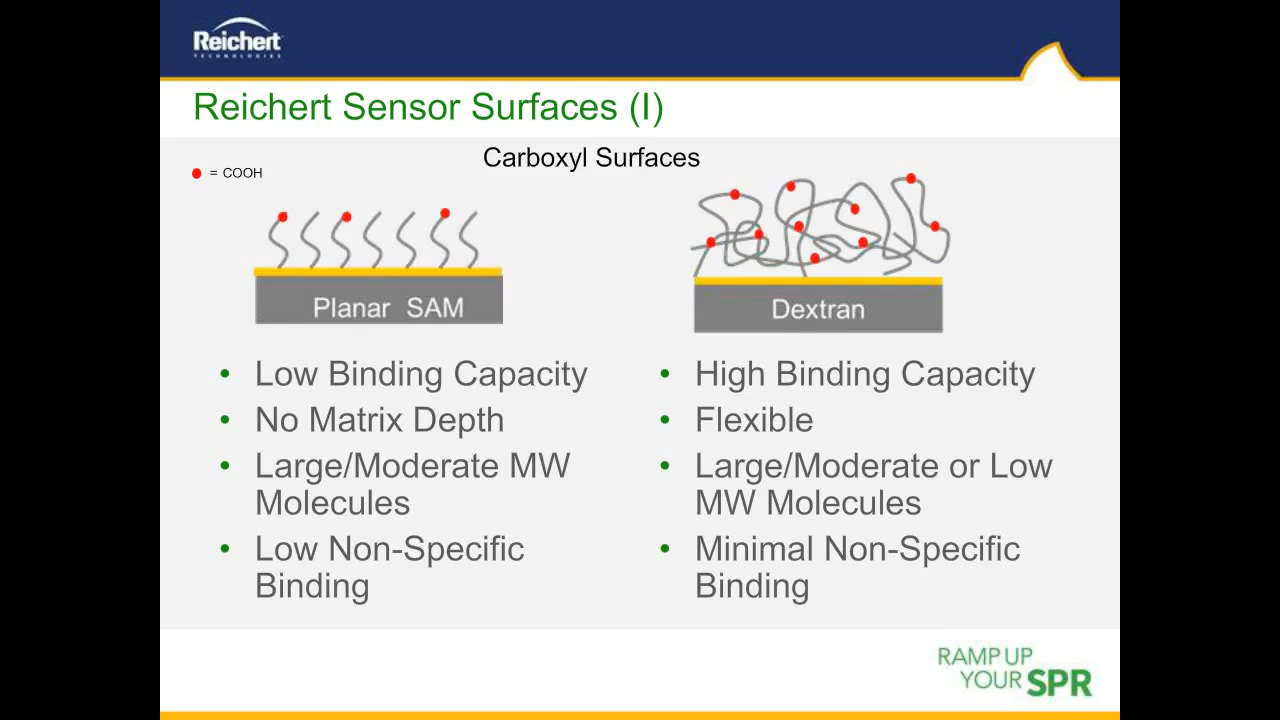 Reichert
TECHNOLOGIES
Reichert Sensor Surfaces (I)
Carboxyl Surfaces
= COOH
Planar SAM
Dextran
• Low Binding Capacity
• No Matrix Depth
• Large/Moderate MW
Molecules
• Low Non-Specific
Binding
• High Binding Capacity
• Flexible
• Large/Moderate or Low
MW Molecules
• Minimal Non-Specific
Binding
RAMP UP
YOUR SPR